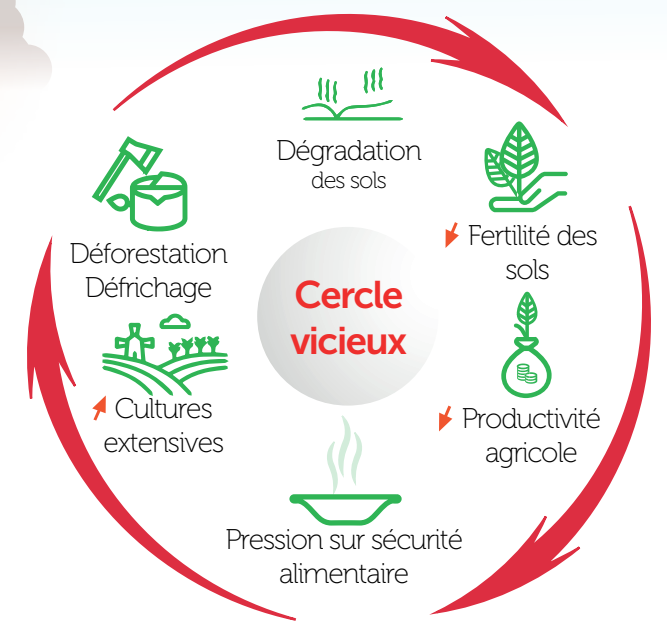 Dégradation
des sols
Fertilité des
sols
Productivité
agricole
Pression sur sécurité
alimentaire
Cultures
extensives
Déforestation
Défrichage
Cercle
vicieux